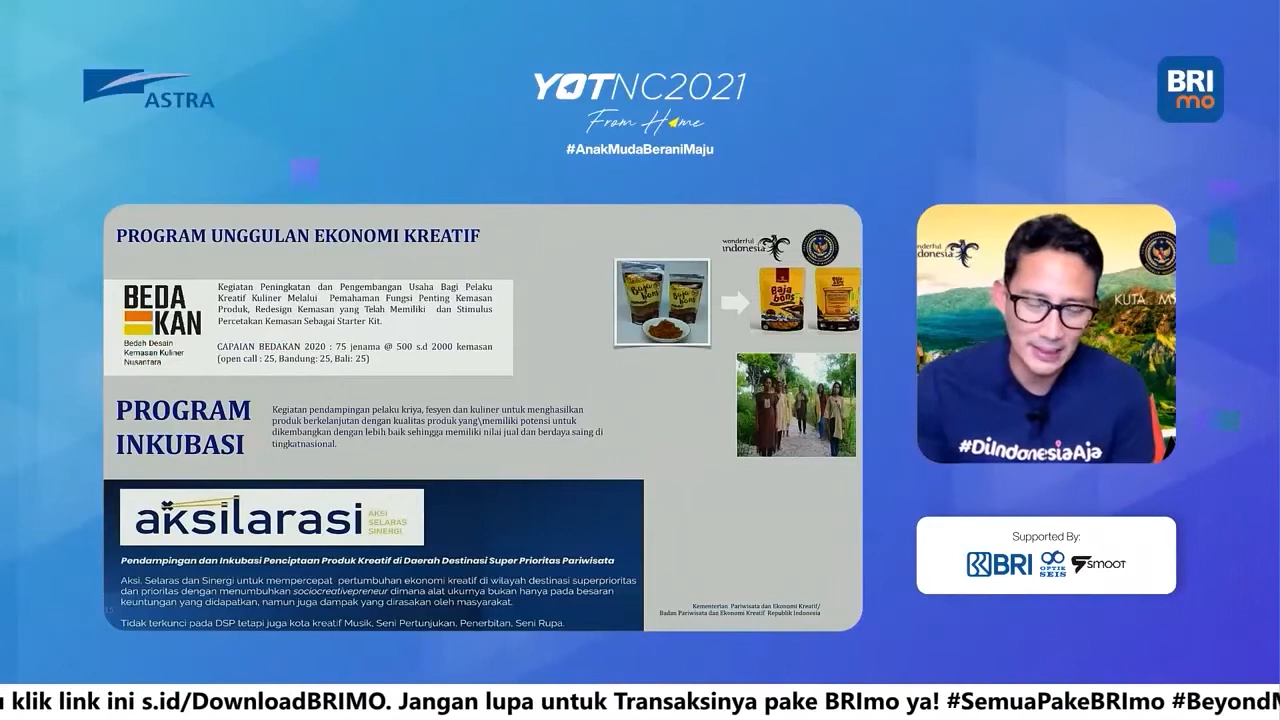 ASTRA
YOTNC2021
From Home
#AnakMudaBeraniMaju
BRI
mo
PROGRAM UNGGULAN EKONOMI KREATIF
wonderful
indonesia
BEDA
KAN
Bedah Desain
Kemasan Kuliner
Nusantara
Kegiatan Peningkatan dan Pengembangan Usaha Bagi Pelaku
Kreatif Kuliner Melalui Pemahaman Fungsi Penting Kemasan
Produk, Redesign Kemasan yang Telah Memiliki dan Stimulus
Percetakan Kemasan Sebagai Starter Kit.
CAPAIAN BEDAKAN 2020 : 75 jenama @ 500 s.d 2000 kemasan
(open call : 25, Bandung: 25, Bali: 25)
Baja
bons
PROGRAM
INKUBASI
Kegiatan pendampingan pelaku kriya, fesyen dan kuliner untuk menghasilkan
produk berkelanjutan dengan kualitas produk yang\memiliki potensi untuk
dikembangkan dengan lebih baik sehingga memiliki nilai jual dan berdaya saing di
tingkatnasional.
aksilarasi
AKSI
SELARAS
SINERGI
Pendampingan dan Inkubasi Penciptaan Produk Kreatif di Daerah Destinasi Super Prioritas Pariwisata
Aksi. Selaras dan Sinergi untuk mempercepat pertumbuhan ekonomi kreatif di wilayah destinasi superprioritas
dan prioritas dengan menumbuhkan sociocreativepreneur dimana alat ukurnya bukan hanya pada besaran
keuntungan yang didapatkan, namun juga dampak yang dirasakan oleh masyarakat.
Tidak terkunci pada DSP tetapi juga kota kreatif Musik, Seni Pertunjukan, Penerbitan, Seni Rupa.
15
Kementerian Pariwisata dan Ekonomi Kreatif/
Badan Pariwisata dan Ekonomi Kreatif Republik Indonesia
nderful
donesia
KUTA
#DiIndonesiaAja
Supported By:
BRI
OPTIK
SEIS
SMOOT
u klik link ini s.id/DownloadBRIMO. Jangan lupa untuk Transaksinya pake BRImo ya! #SemuaPakeBRImo #Beyond